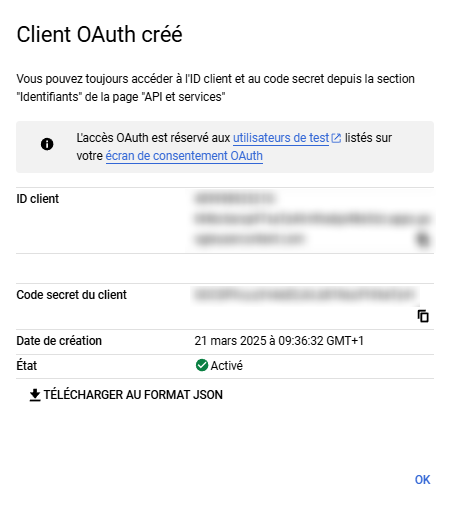 Client OAuth créé
Vous pouvez toujours accéder à l'ID client et au code secret depuis la section
"Identifiants" de la page "API et services"
L'accès OAuth est réservé aux utilisateurs de test listés sur
votre écran de consentement OAuth
ID client
Code secret du client
Date de création 21 mars 2025 à 09:36:32 GMT+1
État Activé
TÉLÉCHARGER AU FORMAT JSON
OK